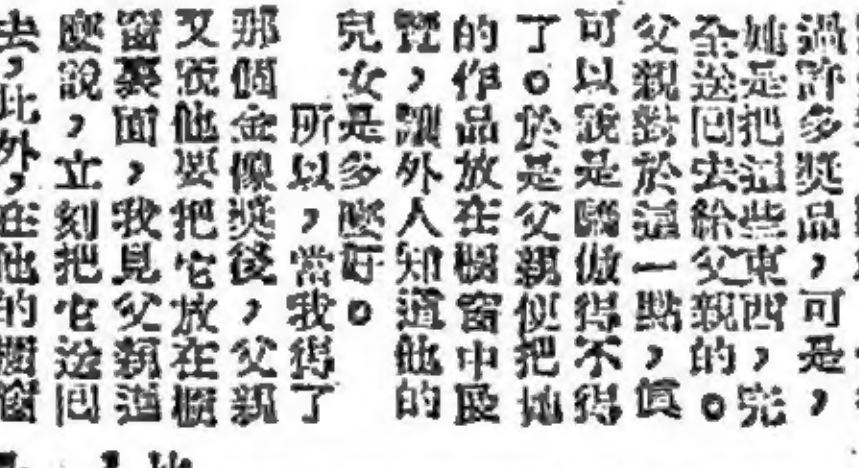 過許多獎品，可是，
她是把這些東西，完
全送回去給父親的。
父親對於這一點，真
可以說是驕傲得不得
了。於是父親便把她
的作品放在櫥窗中展
覽，讓外人知道他的
兒女是多麼好。
所以，當我得了
那個金像獎後，父親
又說他要把它放在櫥
窗裏面，我見父親這
麼說，立刻把它送回
去，此外，在他的櫥窗